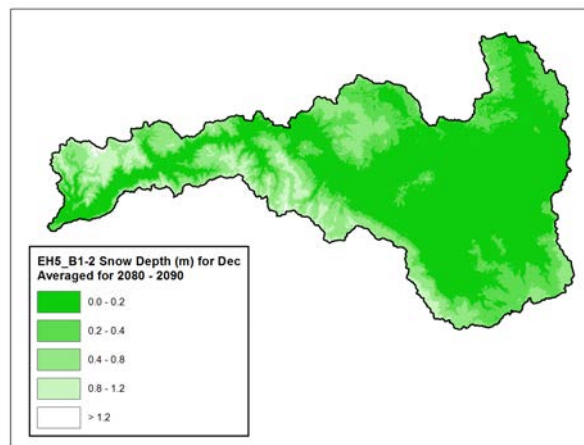 EH5_B1-2 Snow Depth (m) for Dec
Averaged for 2080 - 2090
0.0 - 0.2
0.2 - 0.4
0.4 - 0.8
0.8 - 1.2
> 1.2